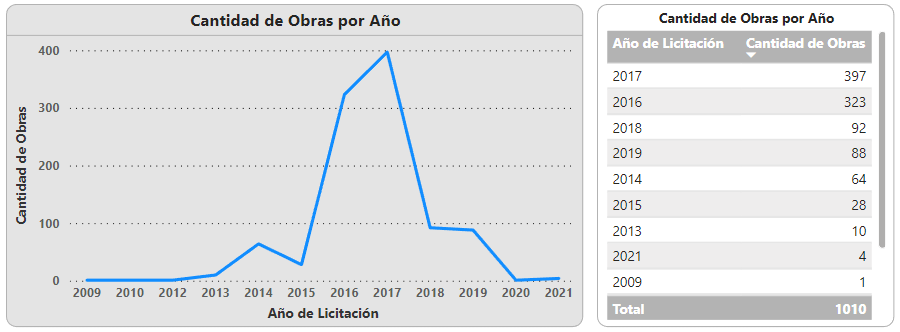 Cantidad de Obras por Año
400
300
200
100
0
Cantidad de Obras
2009 2010 2012 2013 2014 2015 2016 2017 2018 2019 2020 2021
Año de Licitación
Cantidad de Obras por Año
Año de Licitación Cantidad de Obras
2017 397
2016 323
2018 92
2019 88
2014 64
2015 28
2013 10
2021 4
2009 1
Total 1010